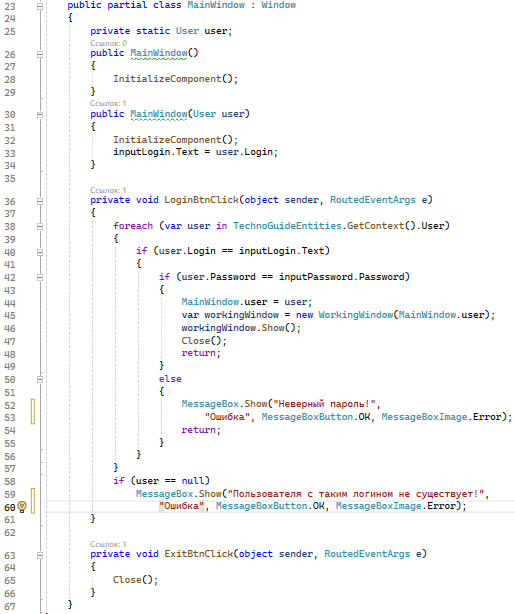 23 public partial class MainWindow : Window
24 {
25 private static User user;
Ссылок: 0
26 public MainWindow()
27 {
28 InitializeComponent();
29 }
Ссылок: 1
30 public MainWindow(User user)
31 {
32 InitializeComponent();
33 inputLogin.Text = user.Login;
34 }
35
Ссылок: 1
36 private void LoginBtnClick(object sender, RoutedEventArgs e)
37 {
38 foreach (var user in TechnoGuideEntities.GetContext().User)
39 {
40 if (user.Login == inputLogin.Text)
41 {
42 if (user.Password == inputPassword.Password)
43 {
44 MainWindow.user = user;
45 var workingWindow = new WorkingWindow(MainWindow.user);
46 workingWindow.Show();
47 Close();
48 return;
49 }
50 else
51 {
52 MessageBox.Show("Неверный пароль!",
53 "Ошибка", MessageBoxButton.OK, MessageBoxImage.Error);
54 return;
55 }
56 }
57 }
58 if (user == null)
59 MessageBox.Show("Пользователя с таким логином не существует!",
60 "Ошибка", MessageBoxButton.OK, MessageBoxImage.Error);
61 }
62
Ссылок: 1
63 private void ExitBtnClick(object sender, RoutedEventArgs e)
64 {
65 Close();
66 }
67 }